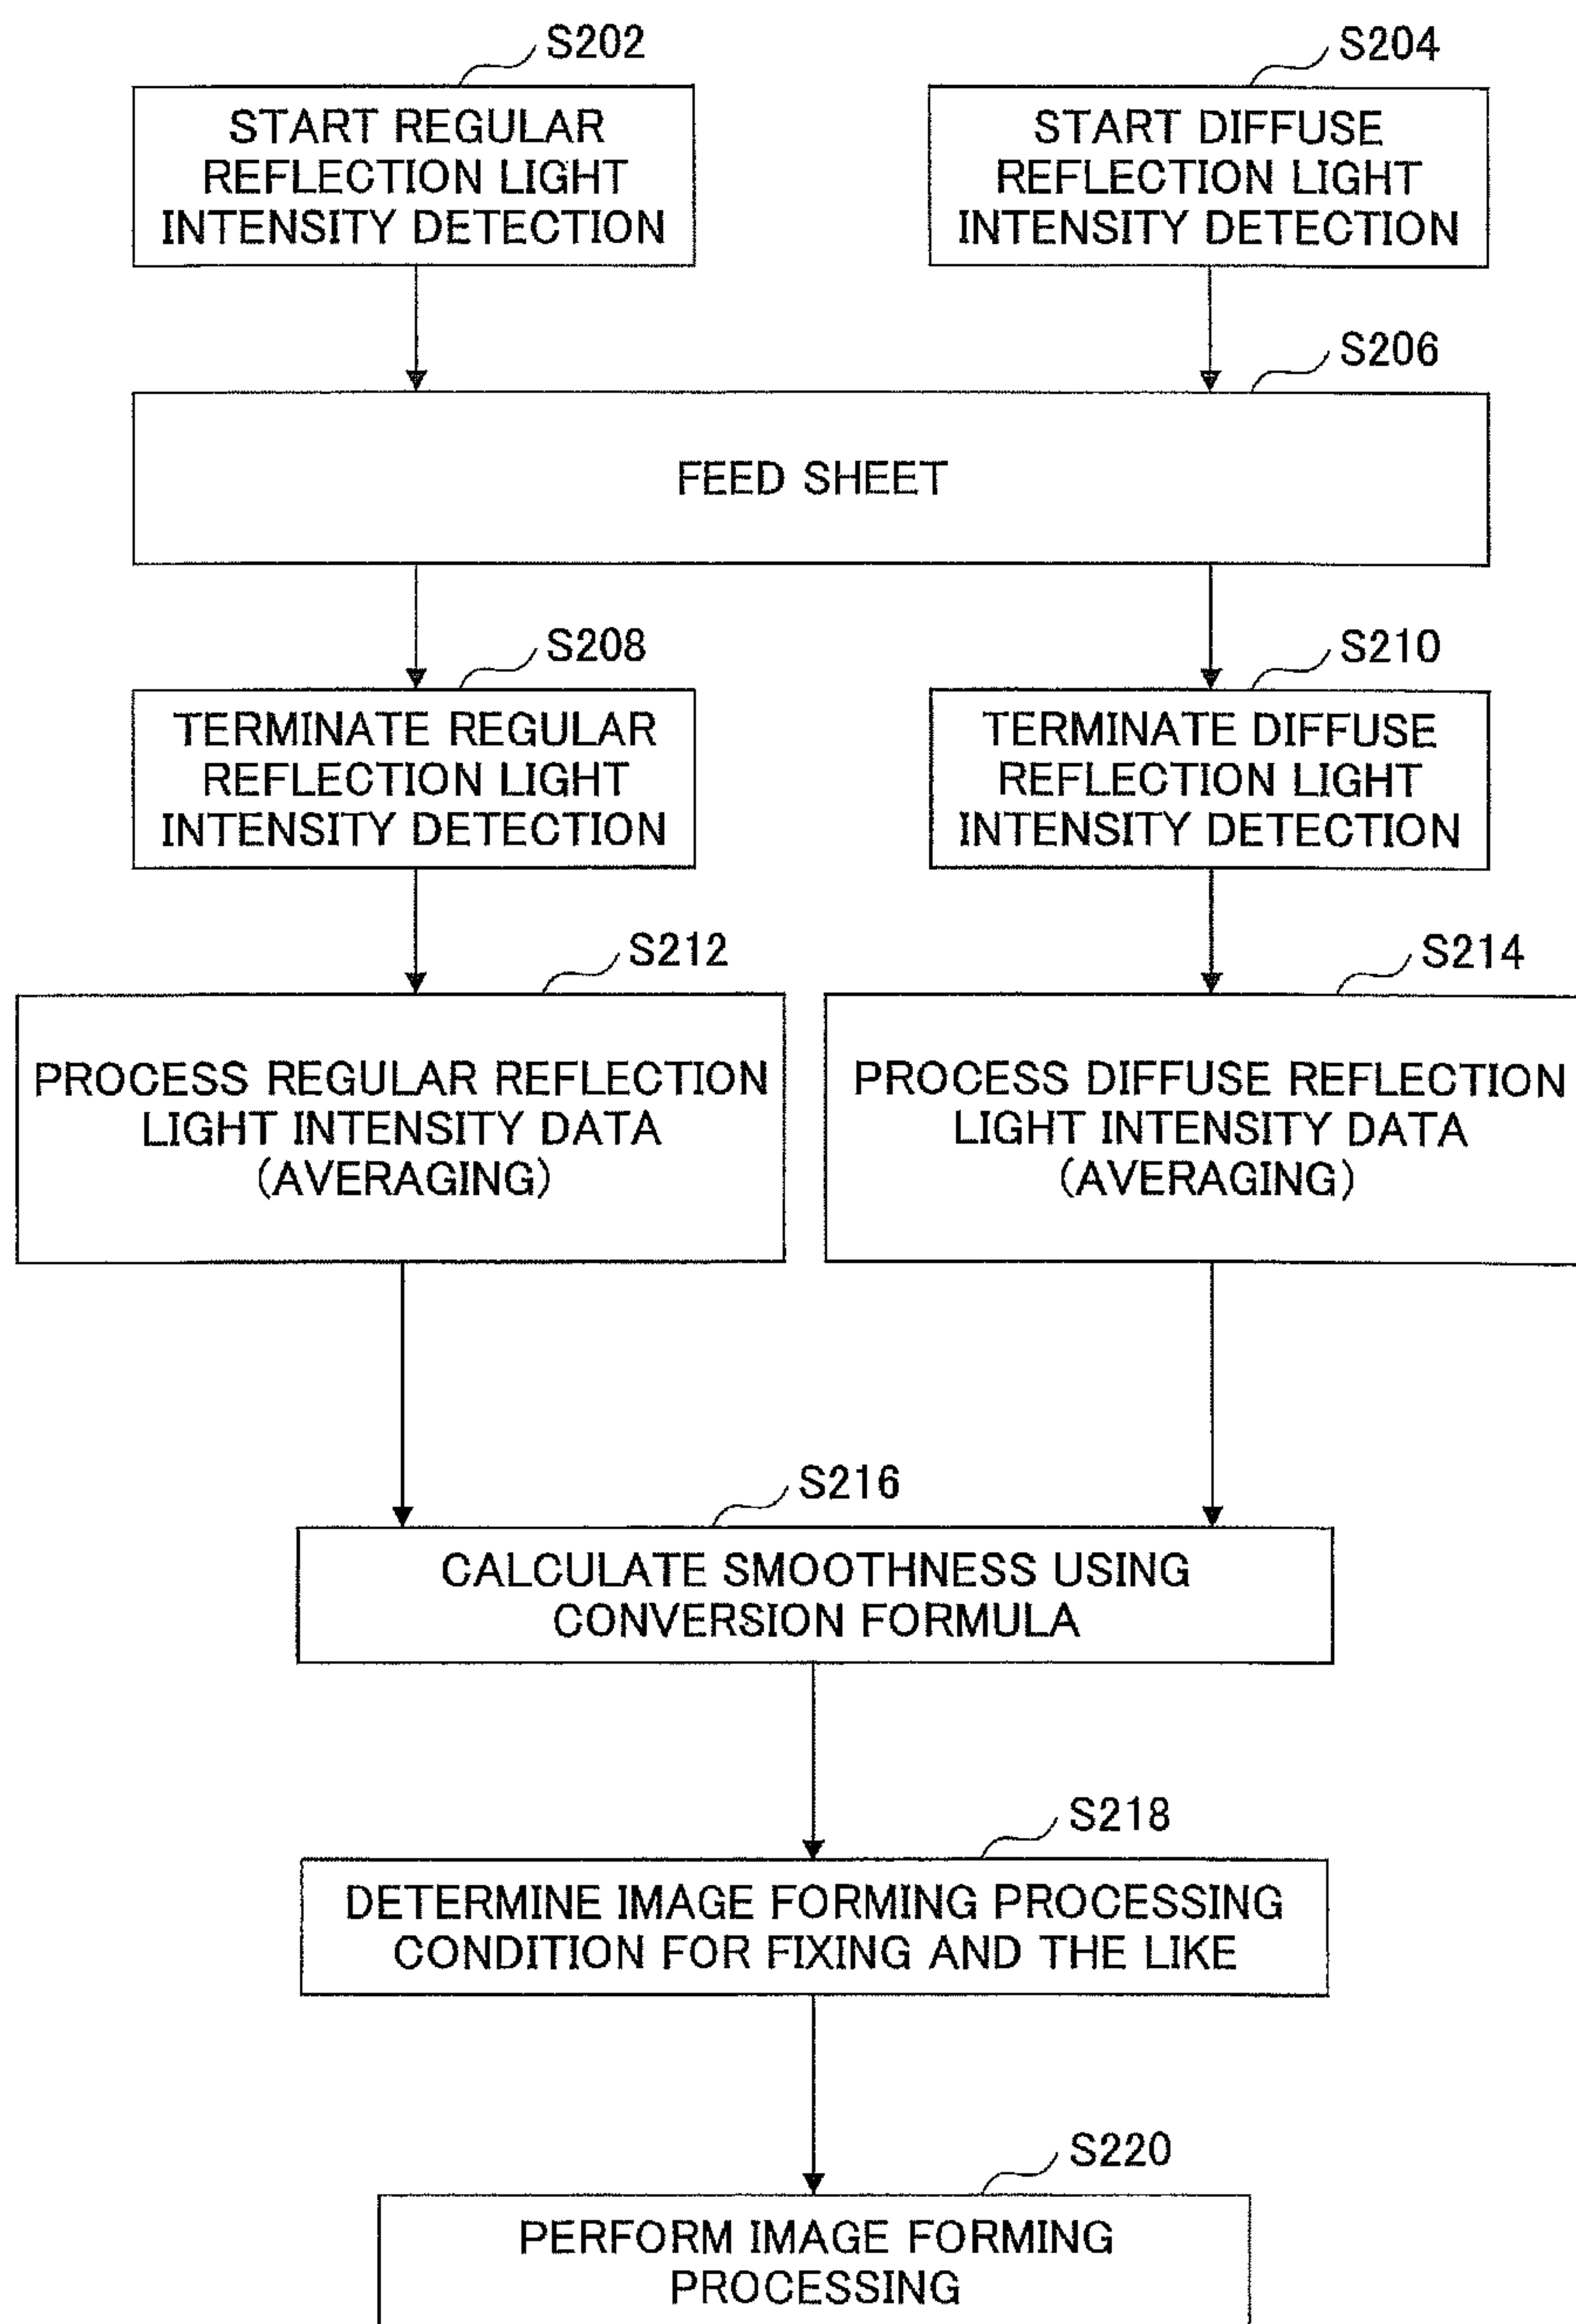 S202
START REGULAR
REFLECTION LIGHT
INTENSITY DETECTION
S204
START DIFFUSE
REFLECTION LIGHT
INTENSITY DETECTION
S206
FEED SHEET
S208
TERMINATE REGULAR
REFLECTION LIGHT
INTENSITY DETECTION
S210
TERMINATE DIFFUSE
REFLECTION LIGHT
INTENSITY DETECTION
S212
PROCESS REGULAR REFLECTION
LIGHT INTENSITY DATA
(AVERAGING)
S214
PROCESS DIFFUSE REFLECTION
LIGHT INTENSITY DATA
(AVERAGING)
S216
CALCULATE SMOOTHNESS USING
CONVERSION FORMULA
S218
DETERMINE IMAGE FORMING PROCESSING
CONDITION FOR FIXING AND THE LIKE
S220
PERFORM IMAGE FORMING
PROCESSING